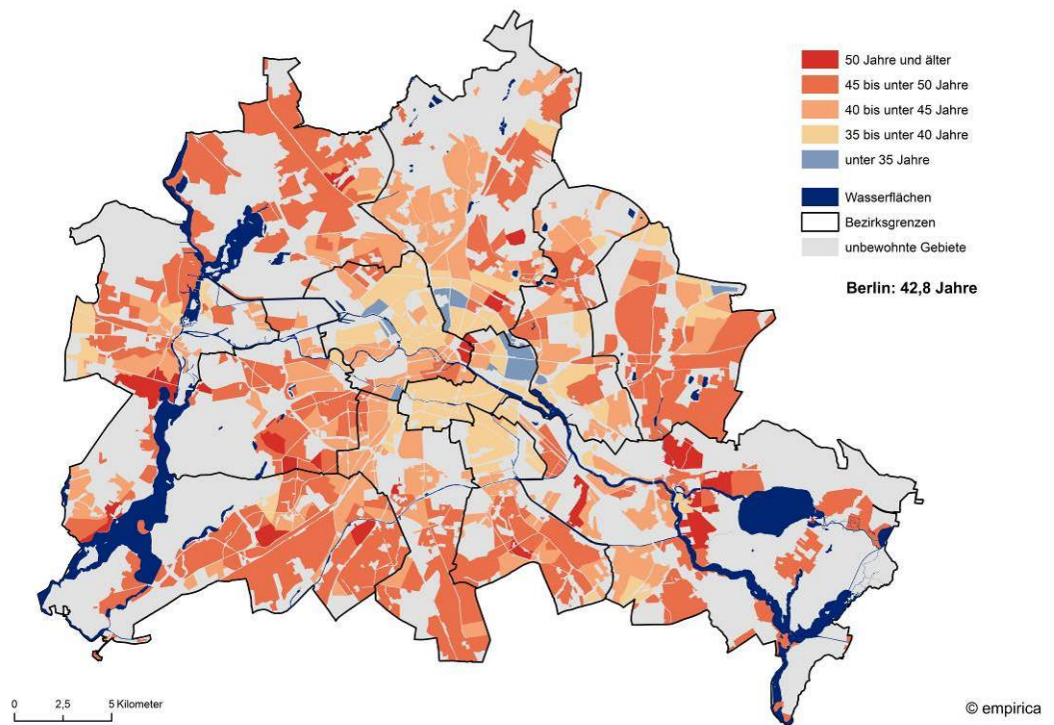 50 Jahre und älter
45 bis unter 50 Jahre
40 bis unter 45 Jahre
35 bis unter 40 Jahre
unter 35 Jahre
Wasserflächen
Bezirksgrenzen
unbewohnte Gebiete
Berlin: 42,8 Jahre
0 2,5 5 Kilometer
© empirica